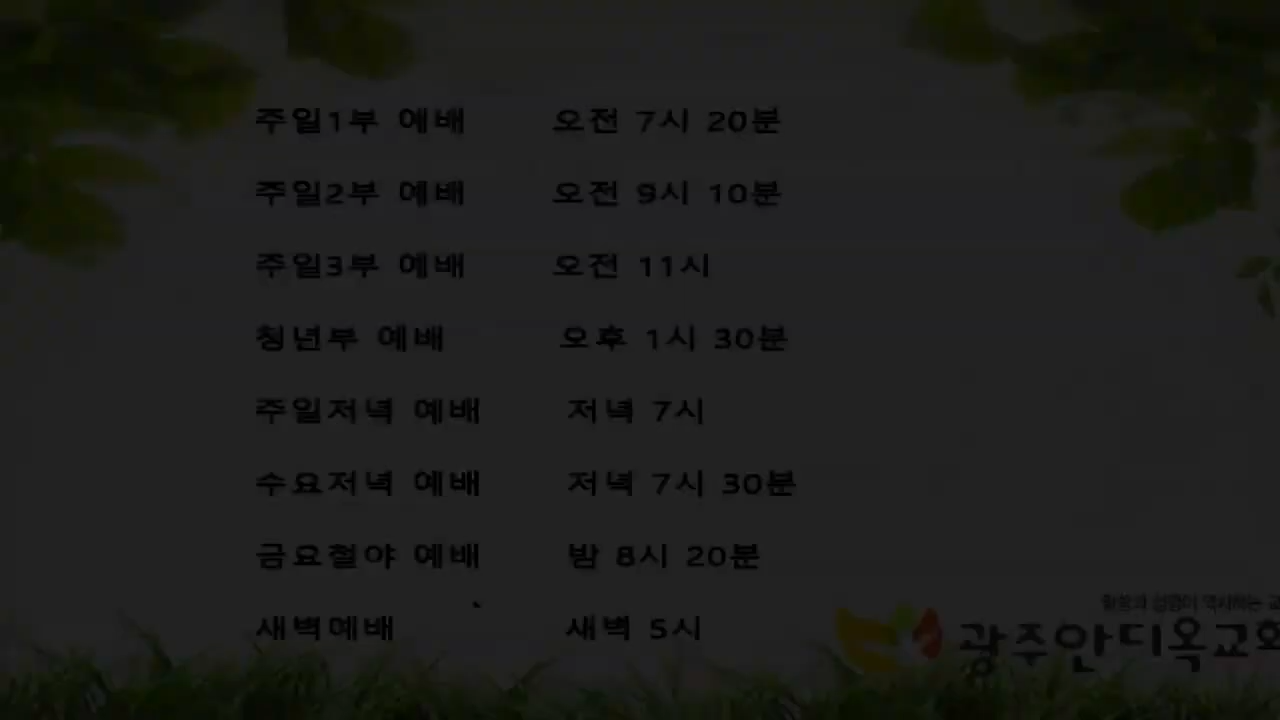 주일1부 예배 오전 7시 20분
주일2부 예배 오전 9시 10분
주일3부 예배 오전 11시
청년부 예배 오후 1시 30분
주일저녁 예배 저녁 7시
수요저녁 예배 저녁 7시 30분
금요철야 예배 밤 8시 20분
새벽예배 새벽 5시
역사하는
광주안디옥교회